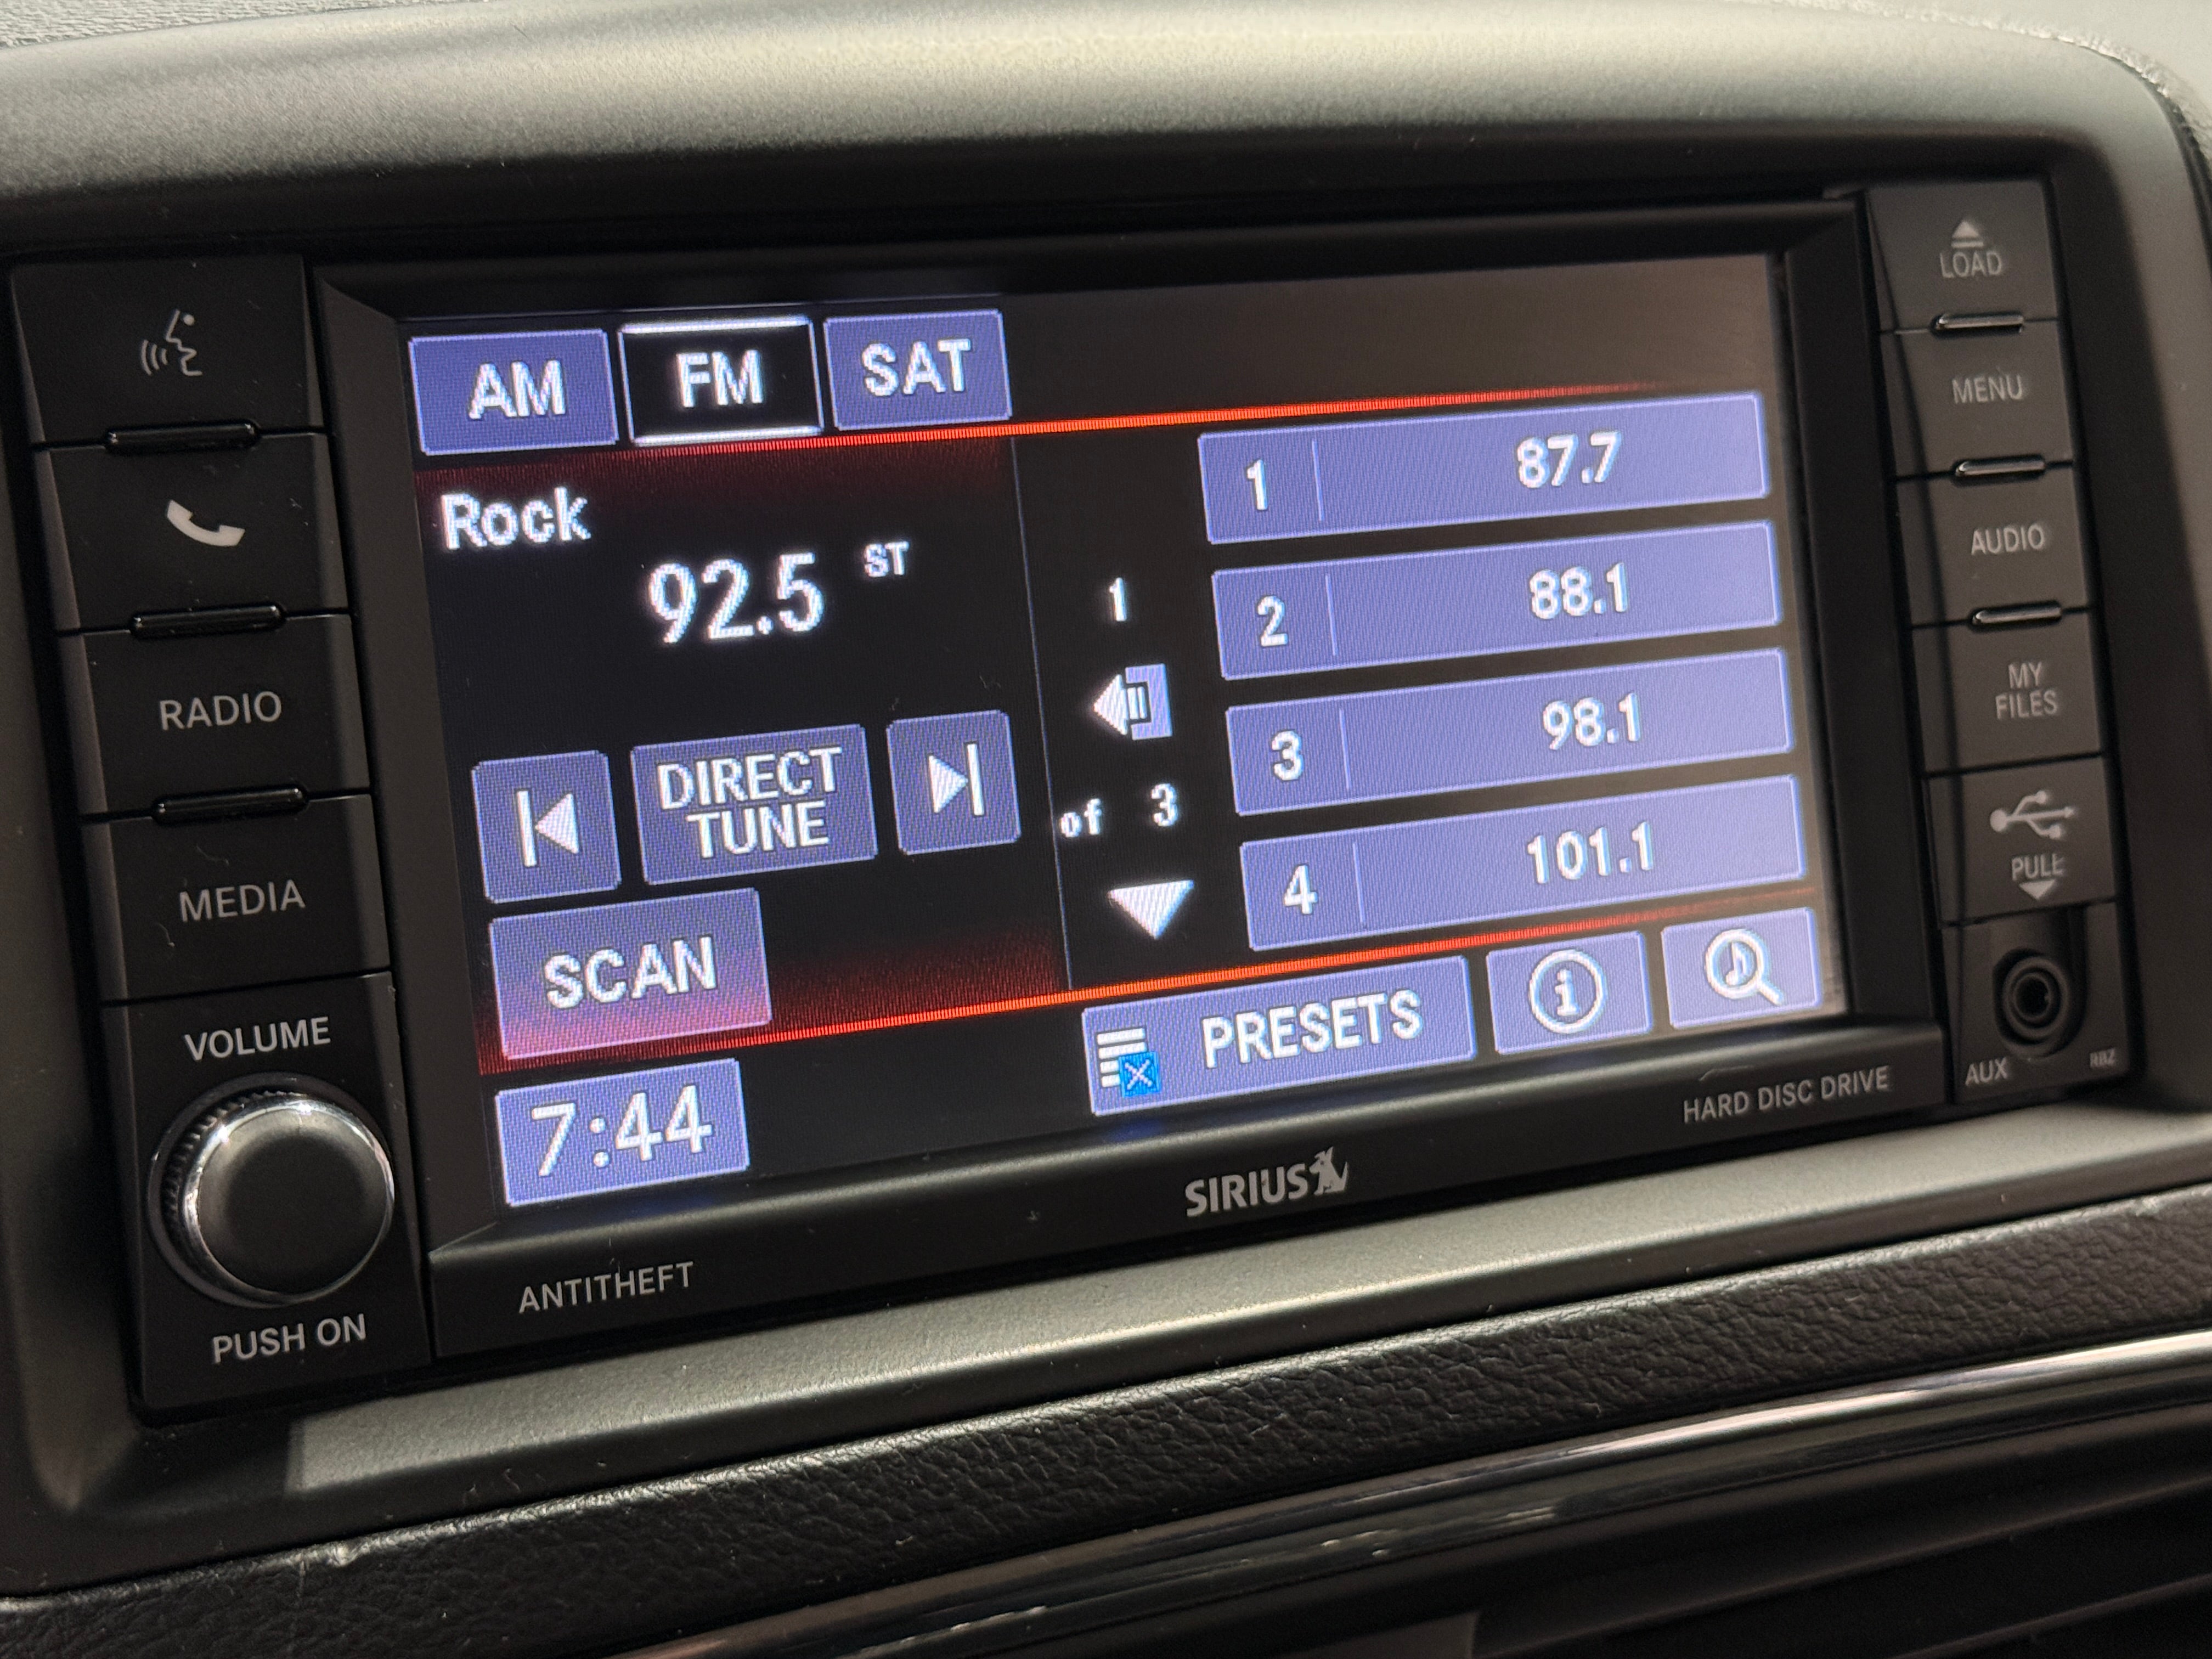 LOAD
MENU
AUDIO
MY
FILES
PULL
AUX
RBZ
RADIO
MEDIA
VOLUME
PUSH ON
AM FM SAT
Rock
92.5 ST
DIRECT
TUNE
SCAN
7:44
1
of 3
1 87.7
2 88.1
3 98.1
4 101.1
PRESETS
i
HARD DISC DRIVE
SIRIUS
ANTITHEFT